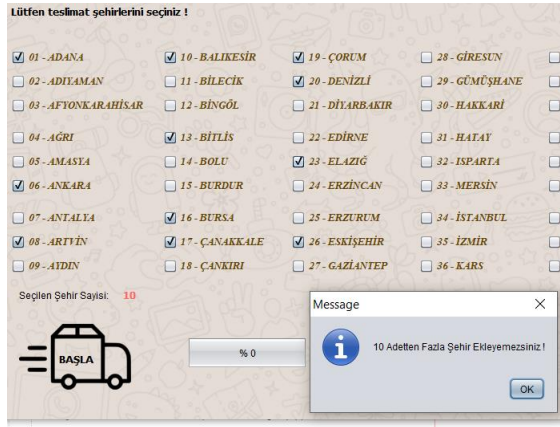 Lütfen teslimat şehirlerini seçiniz !
01 - ADANA
10 - BALIKESİR
19 - ÇORUM
28 - GİRESUN
02 - ADIYAMAN
11 - BİLECİK
20 - DENİZLİ
29 - GÜMÜŞHANE
03 - AFYONKARAHİSAR
12 - BİNGÖL
21 - DİYARBAKIR
30 - HAKKARİ
04 - AĞRI
13 - BİTLİS
22 - EDİRNE
31 - HATAY
05 - AMASYA
14 - BOLU
23 - ELAZIĞ
32 - ISPARTA
06 - ANKARA
15 - BURDUR
24 - ERZİNCAN
33 - MERSİN
07 - ANTALYA
16 - BURSA
25 - ERZURUM
34 - İSTANBUL
08 - ARTVİN
17 - ÇANAKKALE
26 - ESKİŞEHİR
35 - İZMİR
09 - AYDIN
18 - ÇANKIRI
27 - GAZİANTEP
36 - KARS
Seçilen Şehir Sayisi: 10
BAŞLA
% 0
Message
10 Adetten Fazla Şehir Ekleyemezsiniz !
OK